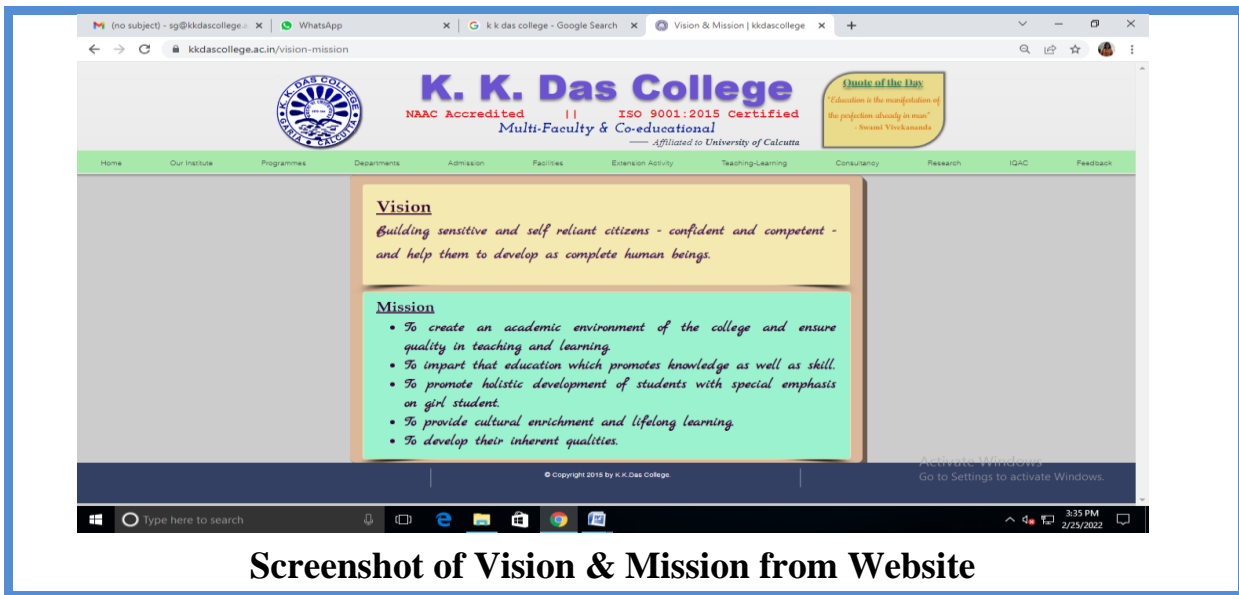 (no subject) - sg@kkdascollege.a
WhatsApp
k k das college - Google Search
Vision & Mission | kkdascollege
kkdascollege.ac.in/vision-mission
K. K. DAS COLLEGE
GARIA • CALCUTTA
K. K. Das College
NAAC Accredited || ISO 9001:2015 Certified
Multi-Faculty & Co-educational
Affiliated to University of Calcutta
Quote of the Day
"Education is the manifestation of
the perfection already in man"
- Swami Vivekananda
Home Our Institute Programmes Departments Admission Facilities Extension Activity Teaching-Learning Consultancy Research IQAC Feedback
Vision
Building sensitive and self reliant citizens - confident and competent -
and help them to develop as complete human beings.
Mission
• To create an academic environment of the college and ensure
quality in teaching and learning.
• To impart that education which promotes knowledge as well as skill.
• To promote holistic development of students with special emphasis
on girl student.
• To provide cultural enrichment and lifelong learning.
• To develop their inherent qualities.
© Copyright 2015 by K.K.Das College.
Activate Windows
Go to Settings to activate Windows.
Type here to search
3:35 PM
2/25/2022
Screenshot of Vision & Mission from Website